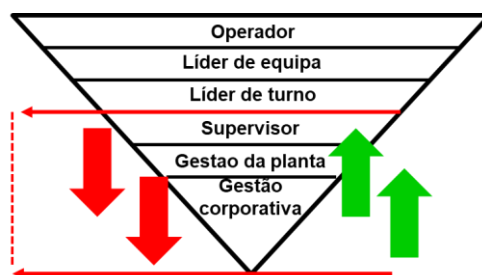 Operador
Líder de equipa
Líder de turno
Supervisor
Gestao da planta
Gestão
corporativa